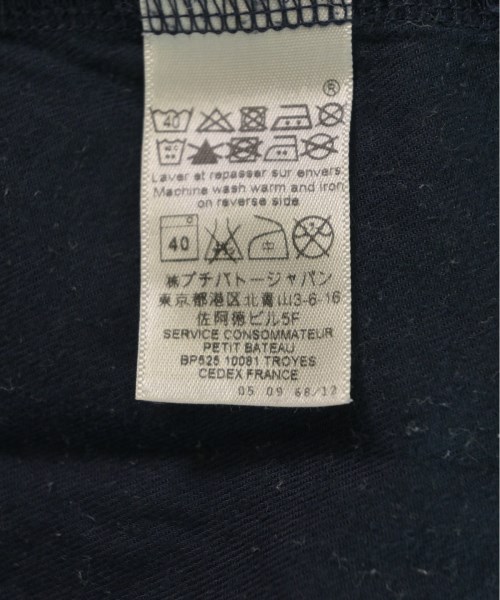 ®
40
40C
Laver et repasser sur envers
Machine wash warm and iron
on reverse side
40 中
㈱プチバトージャパン
東京都港区北青山3-6-16
佐阿徳ビル5F
SERVICE CONSOMMATEUR
PETIT BATEAU
BP525 10081 TROYES
CEDEX FRANCE
05 09 68/12